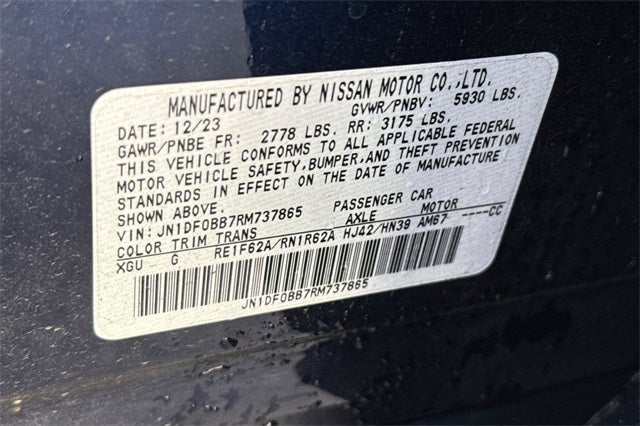 MANUFACTURED BY NISSAN MOTOR CO.,LTD.
DATE: 12/23 GVWR/PNBV: 5930 LBS.
GAWR/PNBE FR: 2778 LBS. RR: 3175 LBS.
THIS VEHICLE CONFORMS TO ALL APPLICABLE FEDERAL
MOTOR VEHICLE SAFETY,BUMPER,AND THEFT PREVENTION
STANDARDS IN EFFECT ON THE DATE OF MANUFACTURE
SHOWN ABOVE.
VIN: JN1DF0BB7RM737865 PASSENGER CAR
COLOR TRIM TRANS AXLE MOTOR ----CC
XGU G RE1F62A/RN1R62A HJ42/HN39 AM67
JN1DF0BB7RM737865